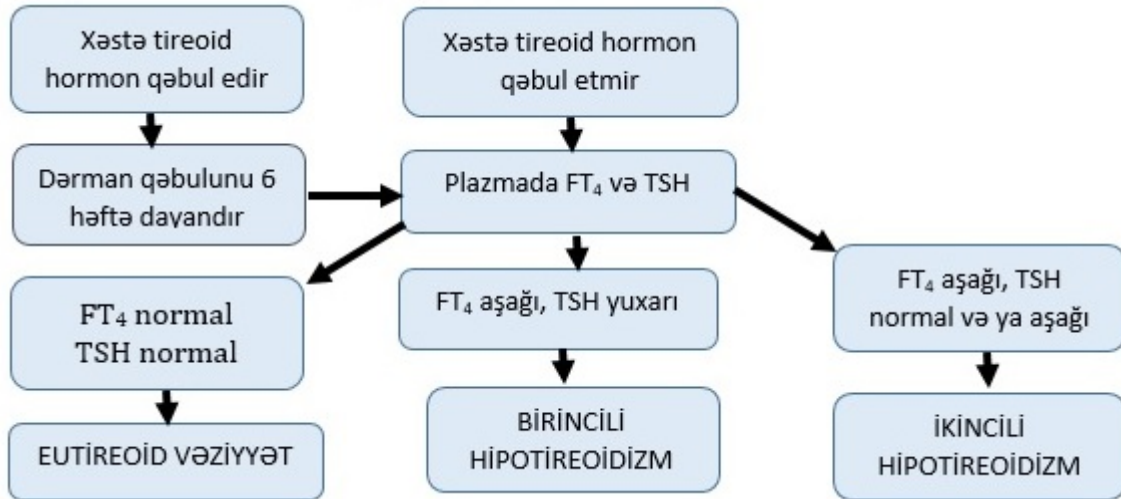 Xəstə tireoid
hormon qəbul edir
Xəstə tireoid hormon
qəbul etmir
Dərman qəbulunu 6
həftə dayandır
Plazmada FT₄ və TSH
FT₄ normal
TSH normal
FT₄ aşağı, TSH yuxarı
FT₄ aşağı, TSH
normal və ya aşağı
EUTİREOİD VƏZİYYƏT
BİRİNCİLİ
HİPOTİREOİDİZM
İKİNCİLİ
HİPOTİREOİDİZM